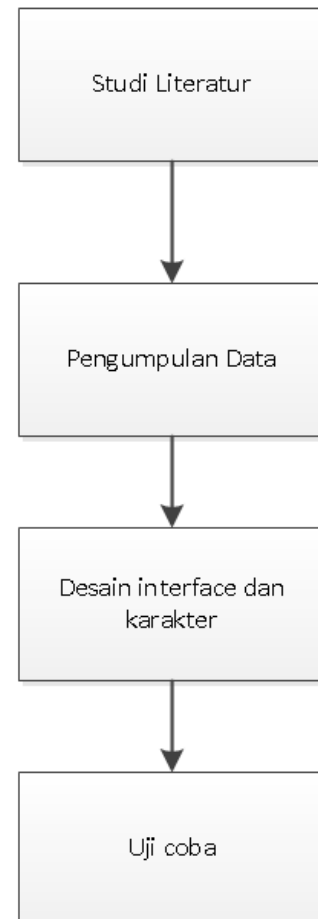 Studi Literatur
Pengumpulan Data
Desain interface dan
karakter
Uji coba